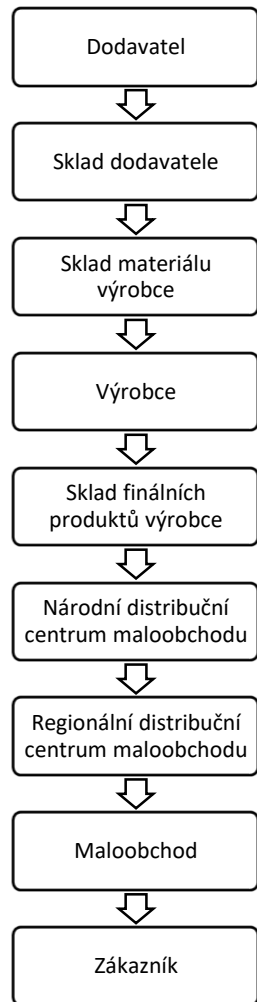 Dodavatel
Sklad dodavatele
Sklad materiálu
výrobce
Výrobce
Sklad finálních
produktů výrobce
Národní distribuční
centrum maloobchodu
Regionální distribuční
centrum maloobchodu
Maloobchod
Zákazník